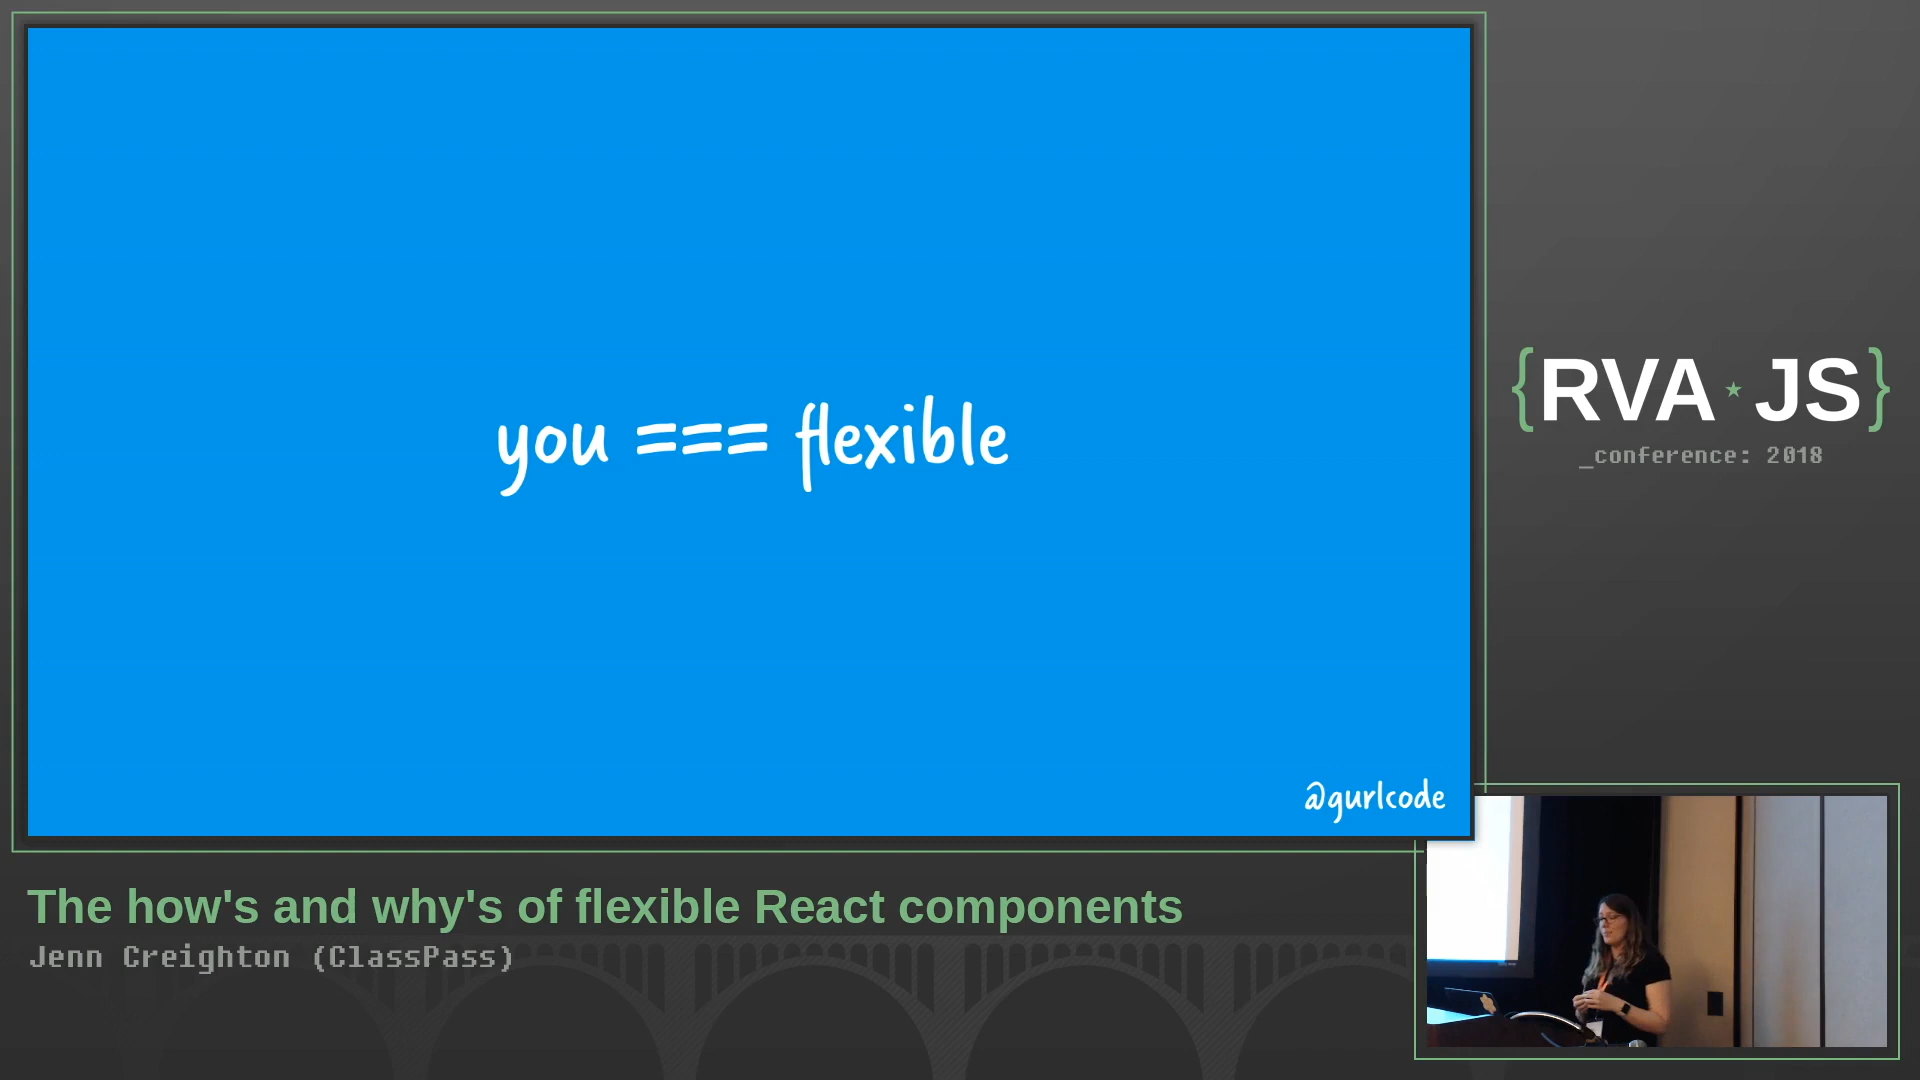 you === flexible
@gurlcode
{RVA★JS}
_conference: 2018
The how's and why's of flexible React components
Jenn Creighton (ClassPass)